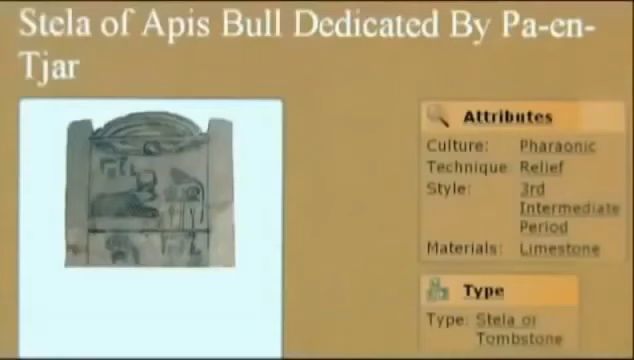 Stela of Apis Bull Dedicated By Pa-en-
Tjar
Attributes
Culture: Pharaonic
Technique Relief
Style: 3rd
Intermediate
Period
Materials: Limestone
Type
Type: Stela or
Tombstone